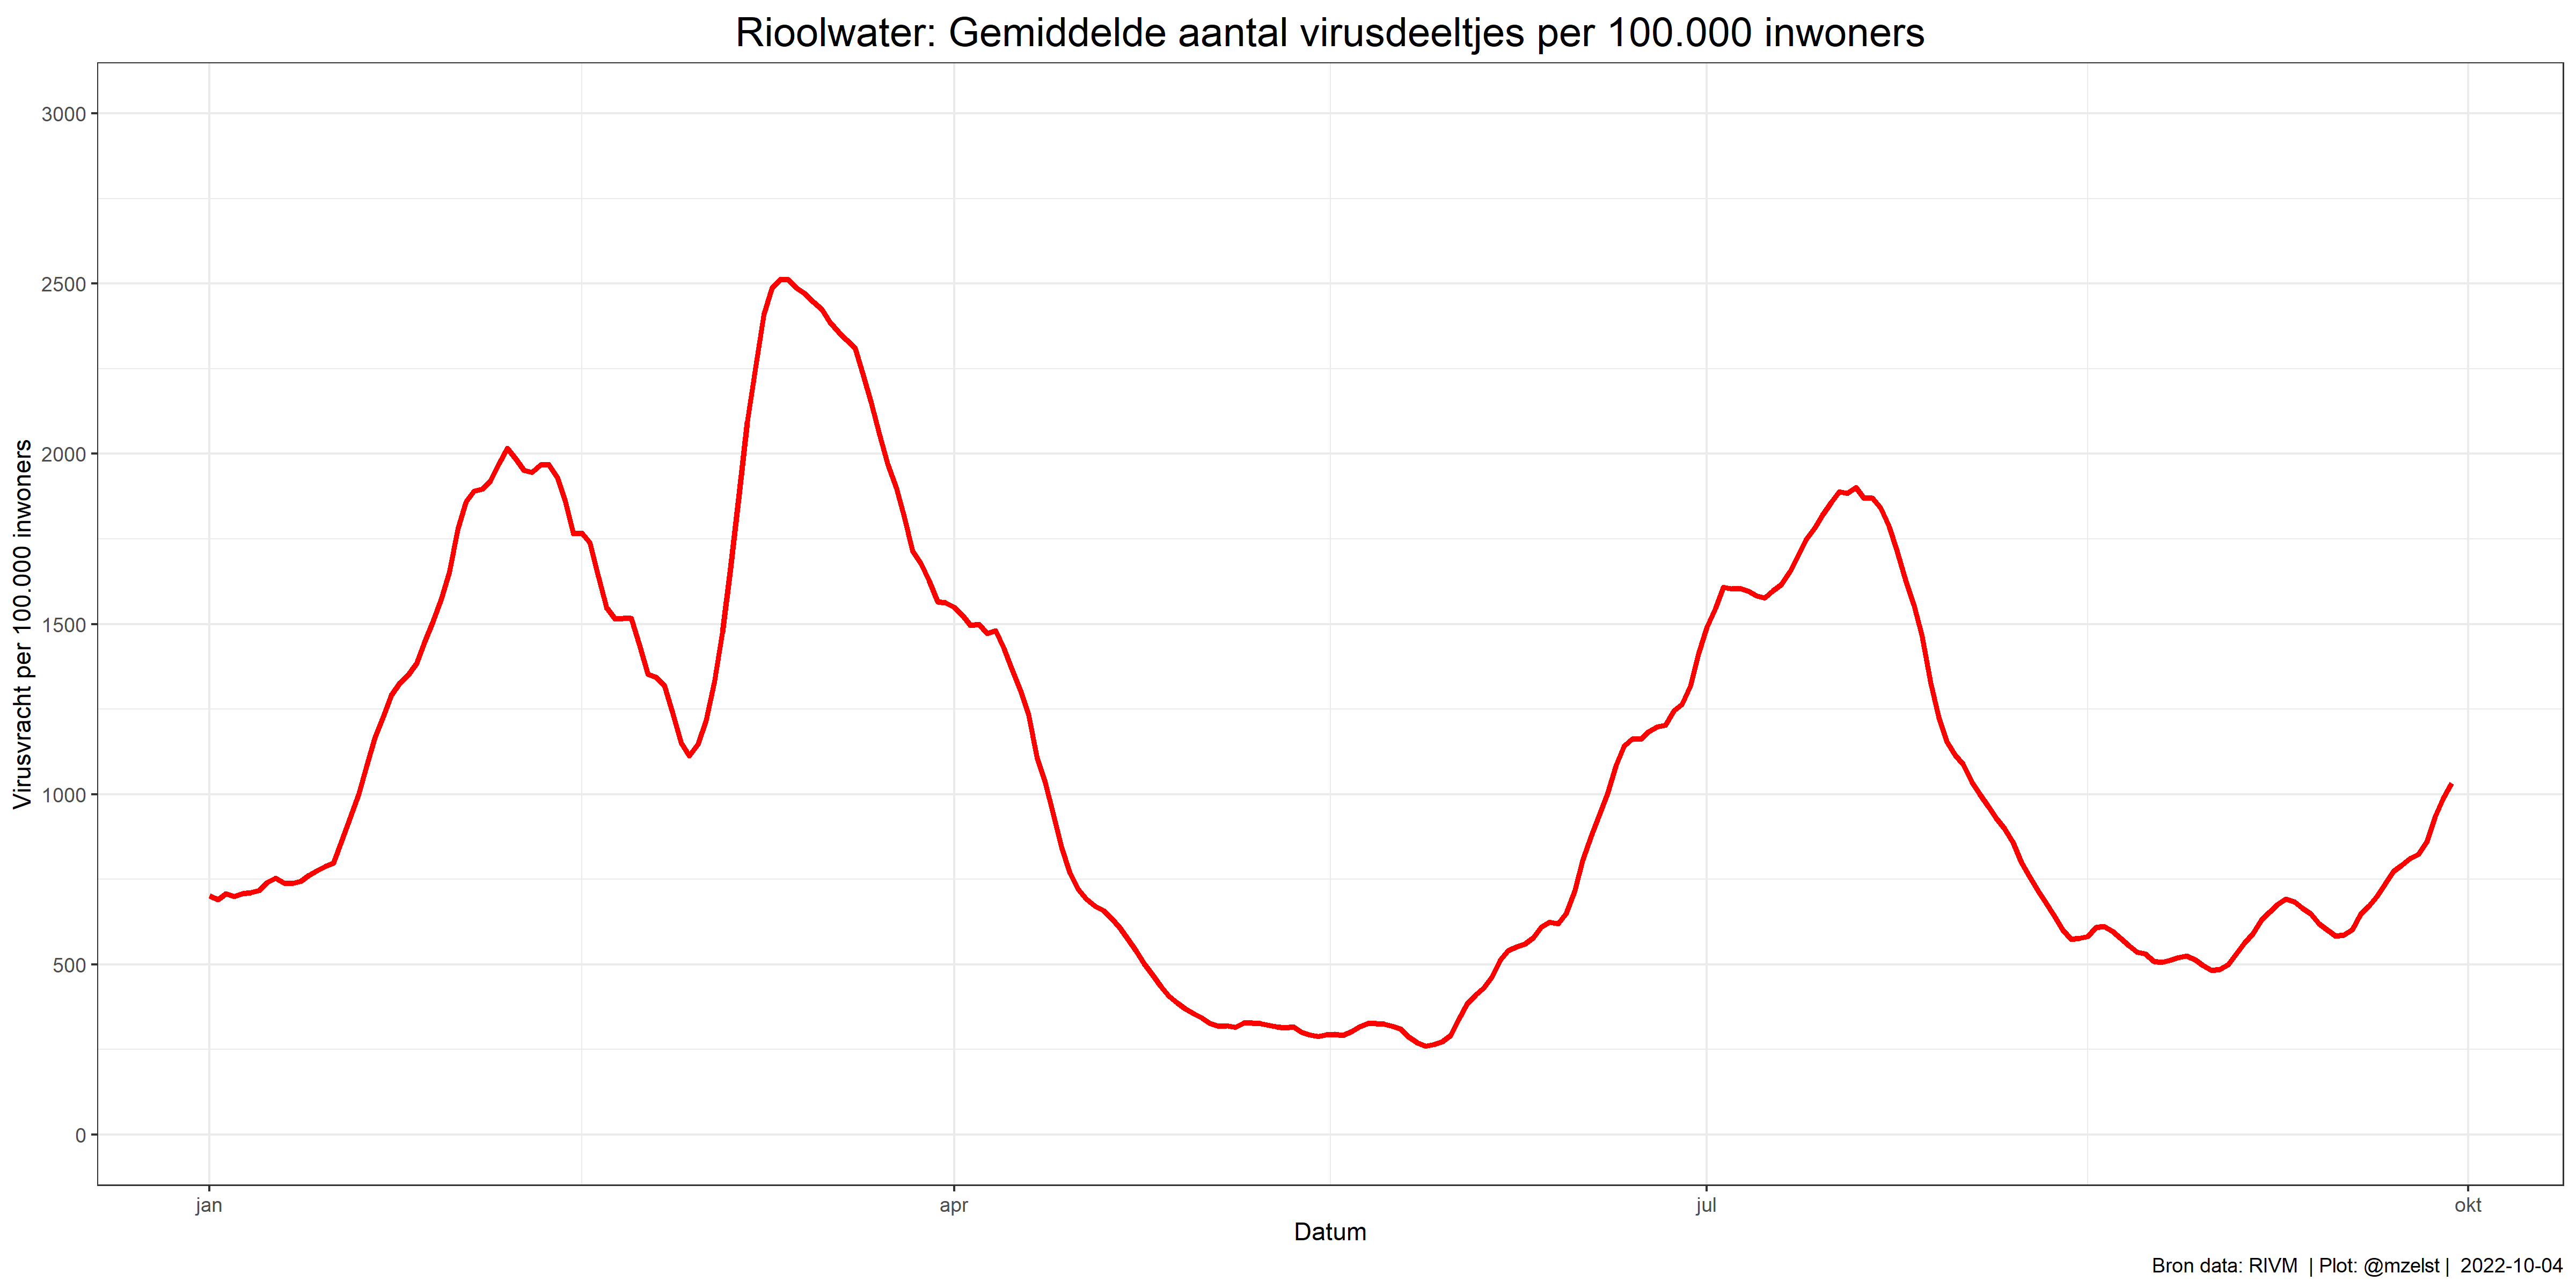 Rioolwater: Gemiddelde aantal virusdeeltjes per 100.000 inwoners
Virusvracht per 100.000 inwoners
3000
2500
2000
1500
1000
500
0
jan apr jul okt
Datum
Bron data: RIVM | Plot: @mzelst | 2022-10-04